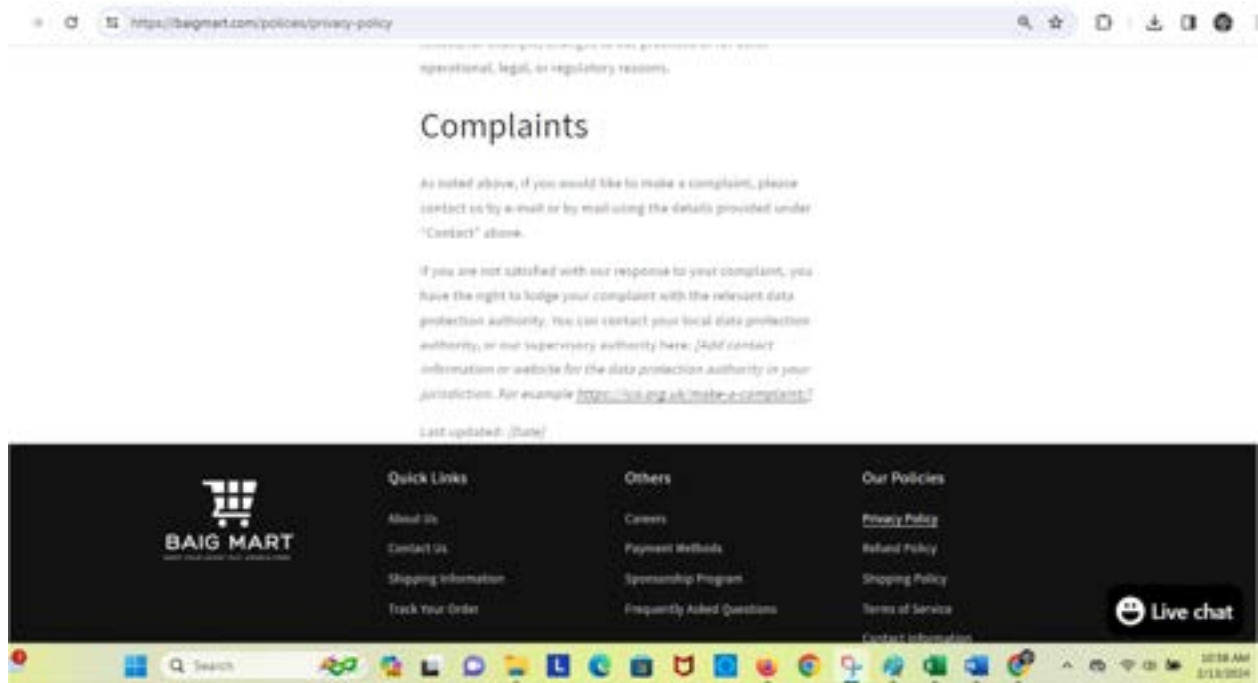 https://baigmart.com/policies/privacy-policy
operational, legal, or regulatory reasons.
Complaints
As noted above, if you would like to make a complaint, please
contact us by e-mail or by mail using the details provided under
"Contact" above.
If you are not satisfied with our response to your complaint, you
have the right to lodge your complaint with the relevant data
protection authority. You can contact your local data protection
authority, or our supervisory authority here: [Add contact
information or website for the data protection authority in your
jurisdiction. For example https://ico.org.uk/make-a-complaint/]
Last updated: [Date]
BAIG MART
Quick Links
About Us
Contact Us
Shipping Information
Track Your Order
Others
Careers
Payment Methods
Sponsorship Program
Frequently Asked Questions
Our Policies
Privacy Policy
Refund Policy
Shipping Policy
Terms of Service
Contact Information
Live chat
Search
10:58 AM
2/13/2024